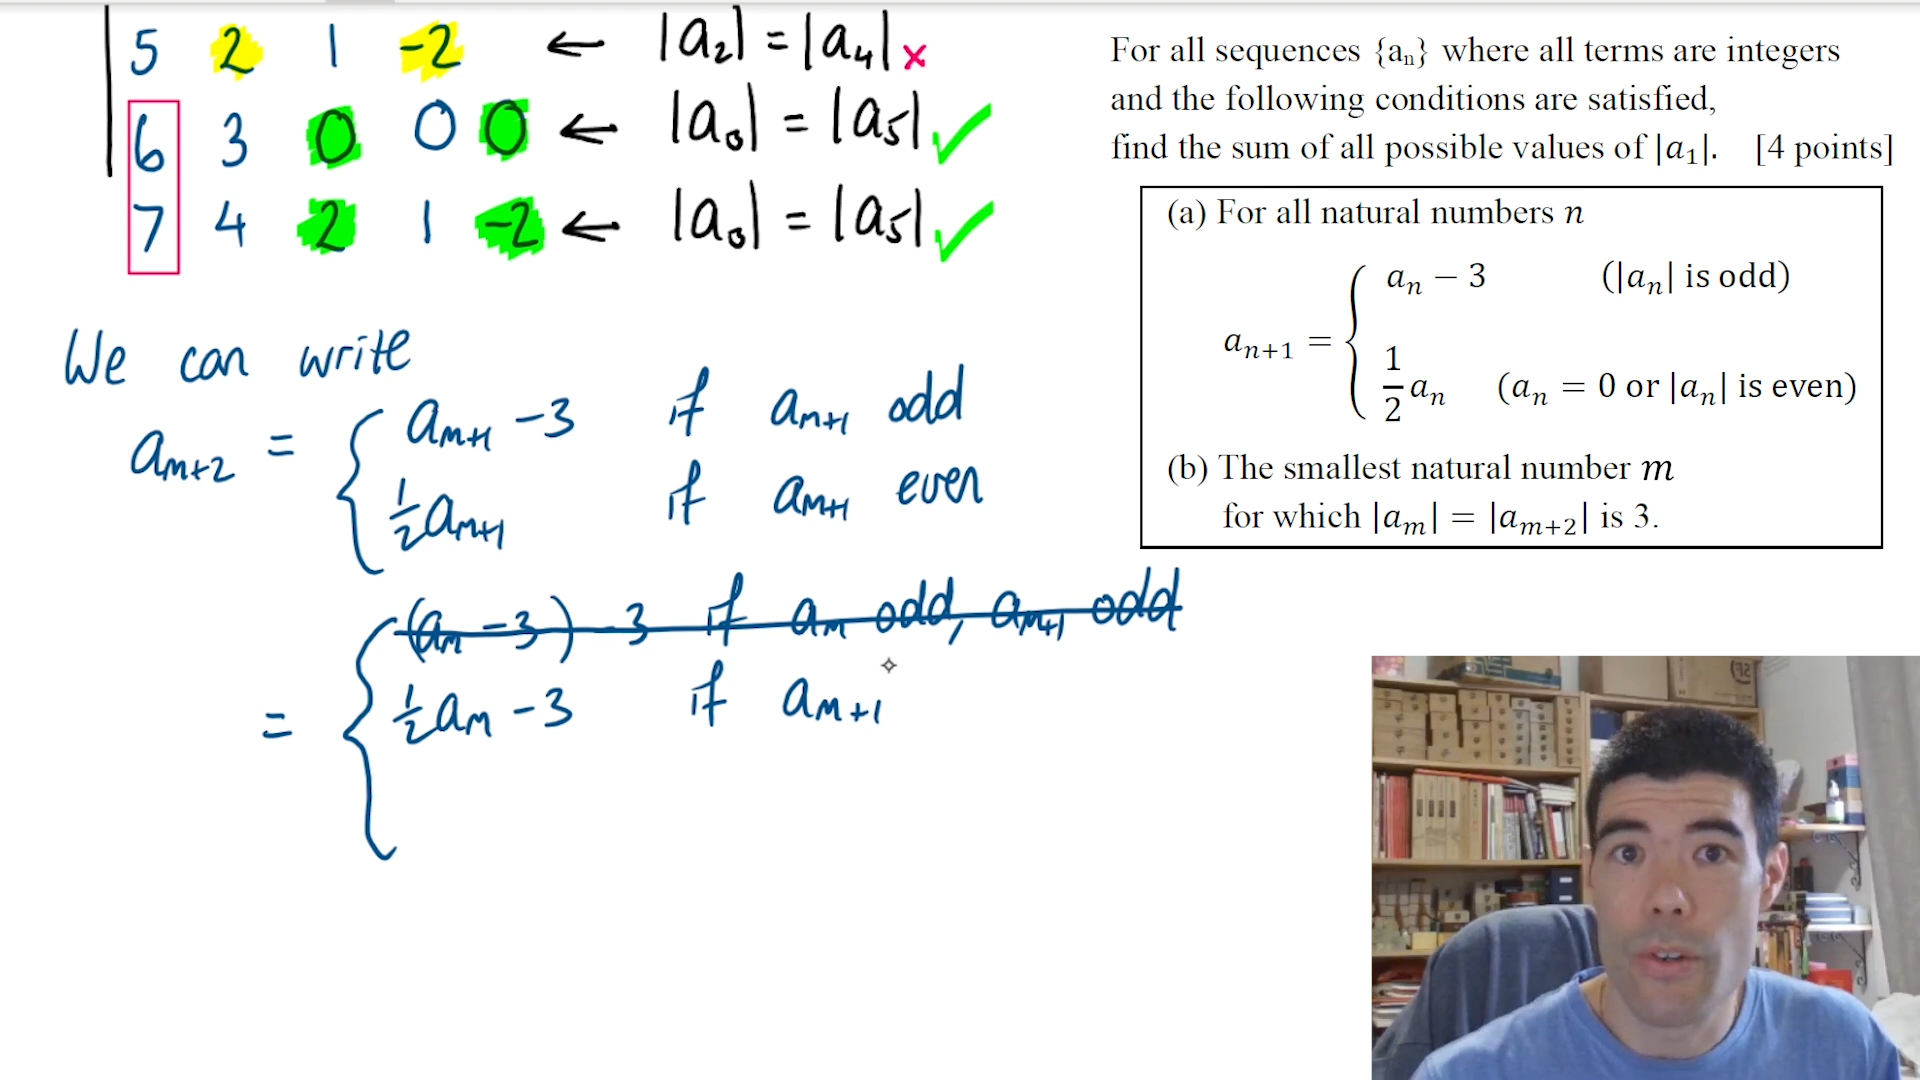 5 2 1 -2 ← |a₂| = |a₄| ×
6 3 0 0 0 ← |a₀| = |a₅| ✓
7 4 2 1 -2 ← |a₀| = |a₅| ✓
We can write
aₘ₊₂ = { aₘ₊₁ - 3 if aₘ₊₁ odd
½aₘ₊₁ if aₘ₊₁ even
= { (aₘ - 3) - 3 if aₘ odd, aₘ₊₁ odd
½aₘ - 3 if aₘ₊₁
For all sequences {aₙ} where all terms are integers
and the following conditions are satisfied,
find the sum of all possible values of |a₁|. [4 points]
(a) For all natural numbers n
aₙ₊₁ = { aₙ − 3 (|aₙ| is odd)
½aₙ (aₙ = 0 or |aₙ| is even)
(b) The smallest natural number m
for which |aₘ| = |aₘ₊₂| is 3.